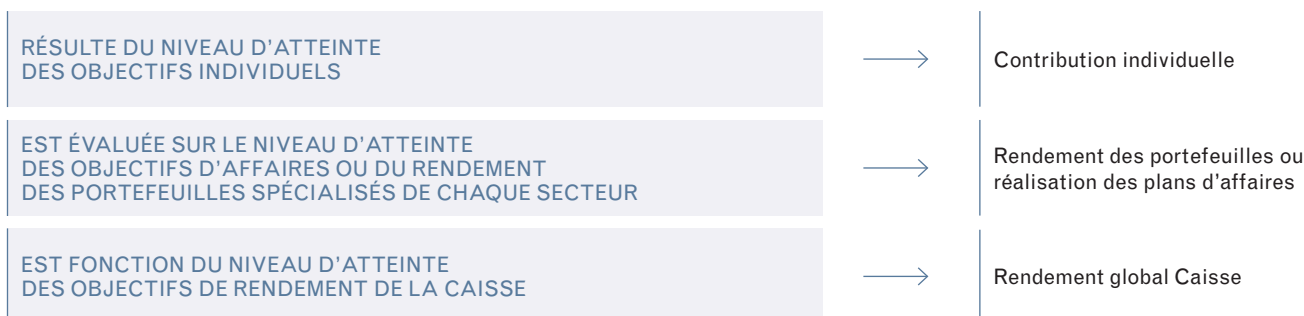 RÉSULTE DU NIVEAU D'ATTEINTE
DES OBJECTIFS INDIVIDUELS
Contribution individuelle
EST ÉVALUÉE SUR LE NIVEAU D'ATTEINTE
DES OBJECTIFS D'AFFAIRES OU DU RENDEMENT
DES PORTEFEUILLES SPÉCIALISÉS DE CHAQUE SECTEUR
Rendement des portefeuilles ou
réalisation des plans d'affaires
EST FONCTION DU NIVEAU D'ATTEINTE
DES OBJECTIFS DE RENDEMENT DE LA CAISSE
Rendement global Caisse